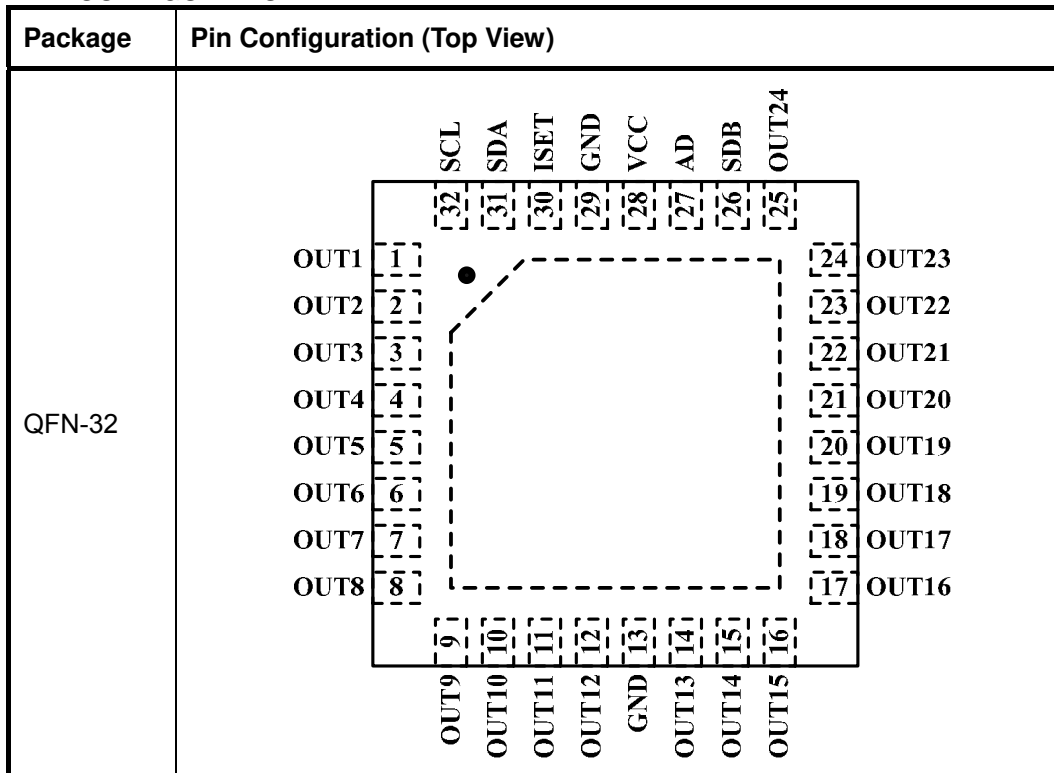 Package
Pin Configuration (Top View)
QFN-32
SCL
SDA
ISET
GND
VCC
AD
SDB
OUT24
32
31
30
29
28
27
26
25
OUT1 1
OUT2 2
OUT3 3
OUT4 4
OUT5 5
OUT6 6
OUT7 7
OUT8 8
24 OUT23
23 OUT22
22 OUT21
21 OUT20
20 OUT19
19 OUT18
18 OUT17
17 OUT16
9
10
11
12
13
14
15
16
OUT9
OUT10
OUT11
OUT12
GND
OUT13
OUT14
OUT15